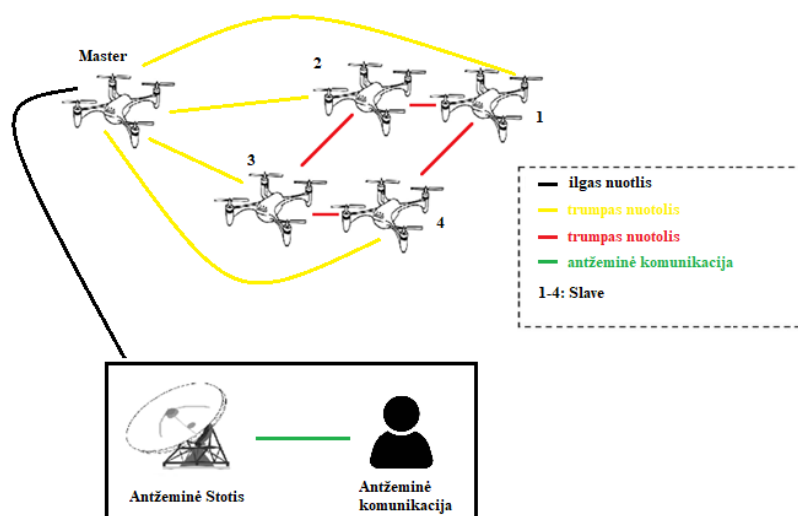 Master
2
1
3
4
ilgas nuotlis
trumpas nuotolis
trumpas nuotolis
antžeminė komunikacija
1-4: Slave
Antžeminė Stotis
Antžeminė
komunikacija